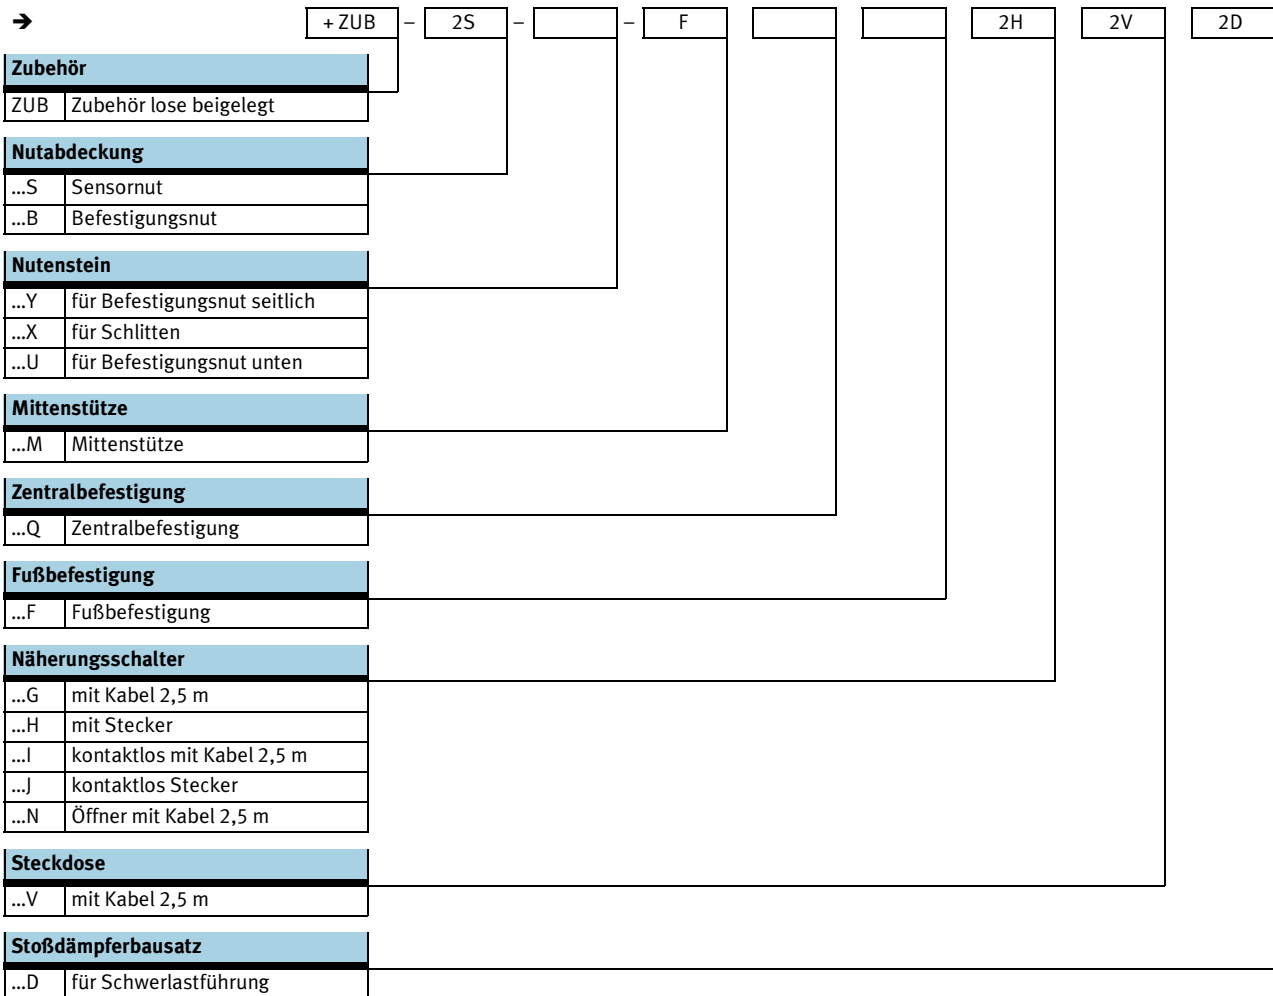 ➔ + ZUB – 2S – – F 2H 2V 2D
Zubehör
ZUB Zubehör lose beigelegt
Nutabdeckung
...S Sensornut
...B Befestigungsnut
Nutenstein
...Y für Befestigungsnut seitlich
...X für Schlitten
...U für Befestigungsnut unten
Mittenstütze
...M Mittenstütze
Zentralbefestigung
...Q Zentralbefestigung
Fußbefestigung
...F Fußbefestigung
Näherungsschalter
...G mit Kabel 2,5 m
...H mit Stecker
...I kontaktlos mit Kabel 2,5 m
...J kontaktlos Stecker
...N Öffner mit Kabel 2,5 m
Steckdose
...V mit Kabel 2,5 m
Stoßdämpferbausatz
...D für Schwerlastführung